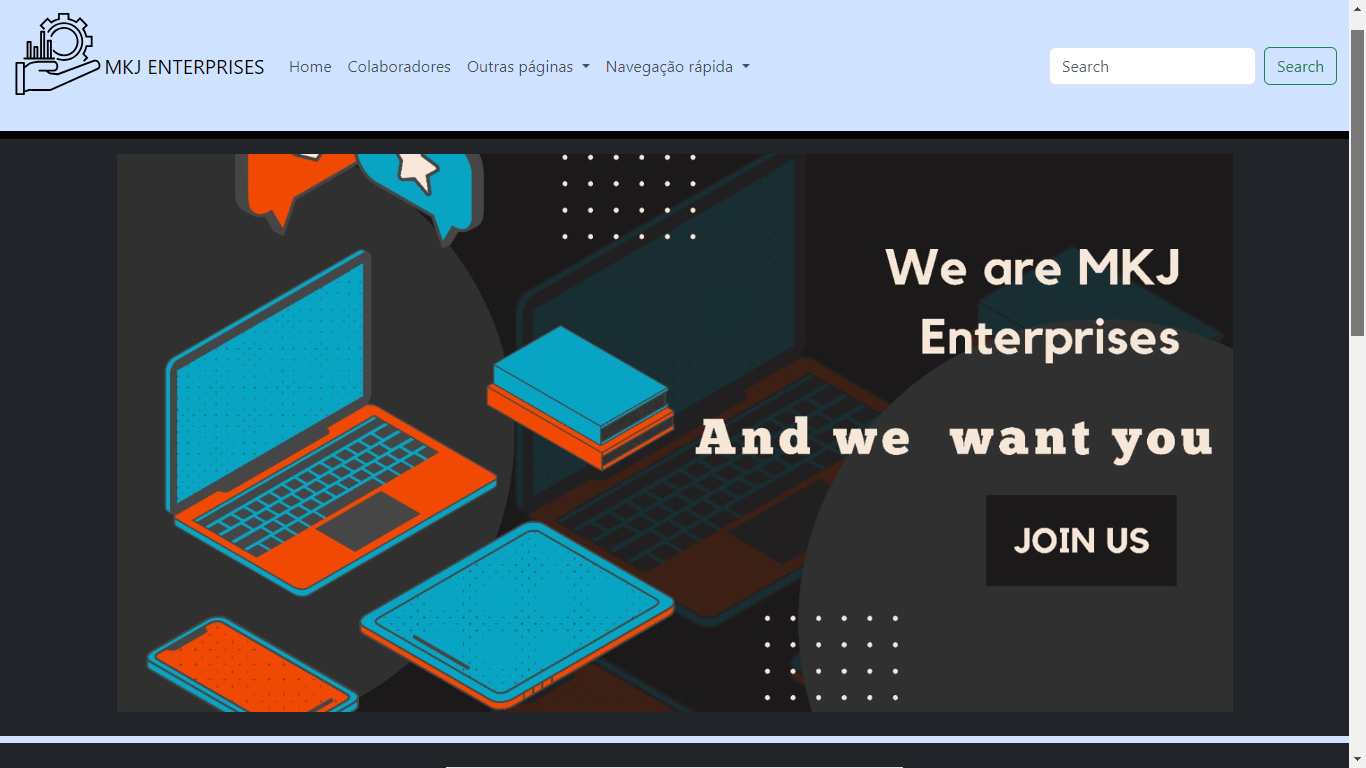 MKJ ENTERPRISES Home Colaboradores Outras páginas Navegação rápida Search Search
We are MKJ
Enterprises
And we want you
JOIN US